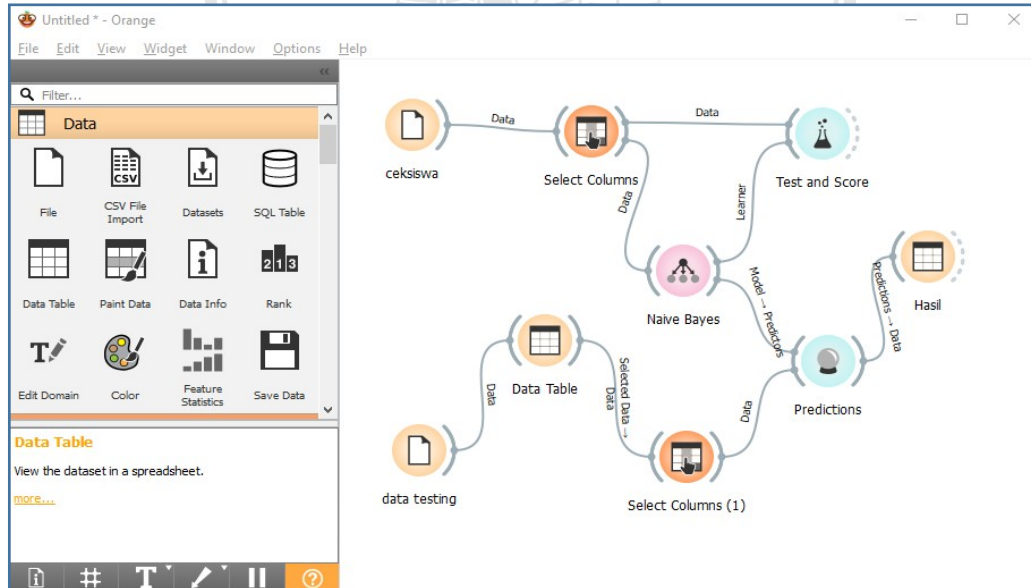 Untitled * - Orange
File Edit View Widget Window Options Help
Filter...
Data
File
CSV File Import
Datasets
SQL Table
Data Table
Paint Data
Data Info
Rank
Edit Domain
Color
Feature Statistics
Save Data
Data Table
View the dataset in a spreadsheet.
more...
ceksiswa
Data
Select Columns
Data
Test and Score
Data
Learner
Naive Bayes
Model → Predictors
Predictions → Data
Hasil
Data Table
Data
Selected Data → Data
Data
Predictions
data testing
Select Columns (1)